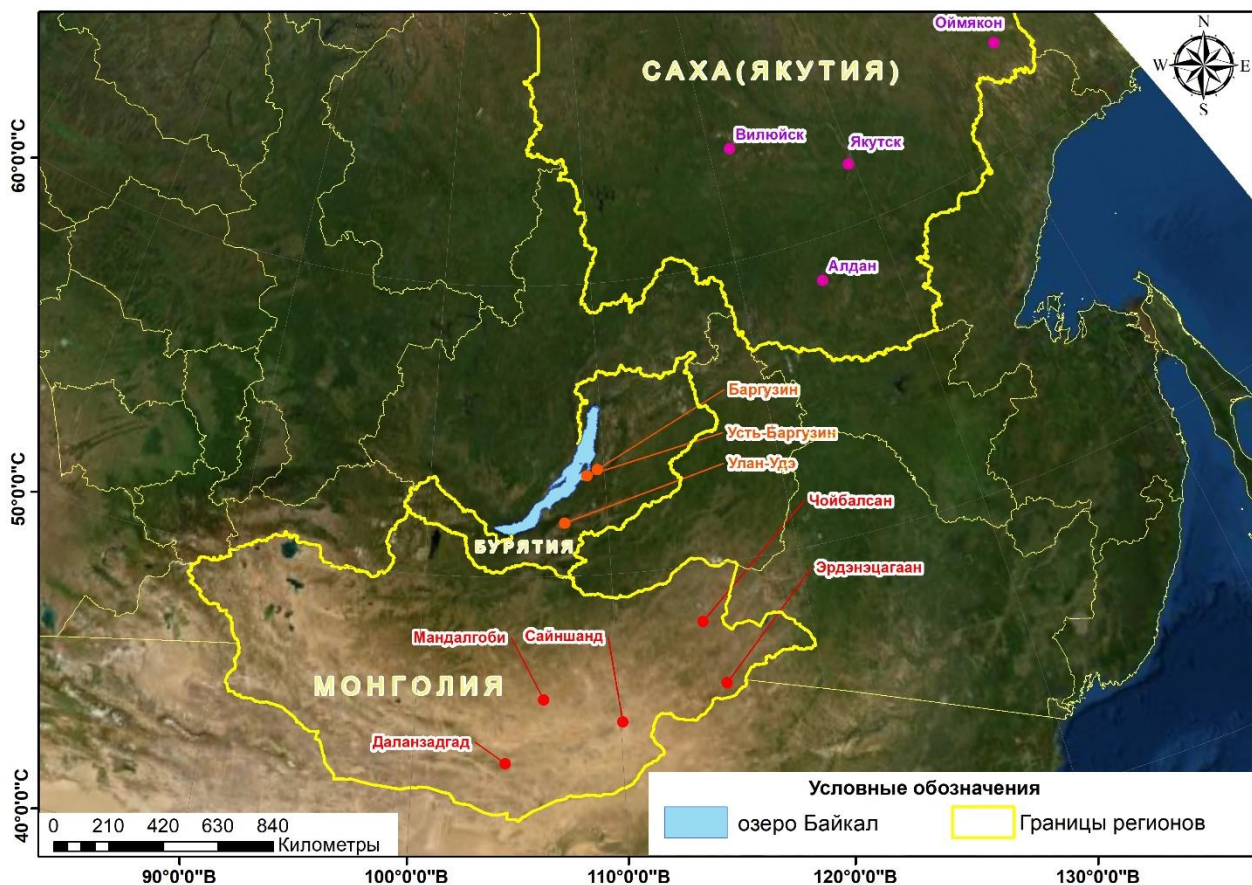 Оймякон
N
W E
S
САХА(ЯКУТИЯ)
Вилюйск
Якутск
Алдан
60°0'0"С
Баргузин
Усть-Баргузин
Улан-Удэ
50°0'0"С
Чойбалсан
БУРЯТИЯ
Эрдэнэцагаан
Мандалгоби Сайншанд
МОНГОЛИЯ
Даланзадгад
40°0'0"С
Условные обозначения
озеро Байкал
Границы регионов
0 210 420 630 840
Километры
90°0'0"В 100°0'0"В 110°0'0"В 120°0'0"В 130°0'0"В